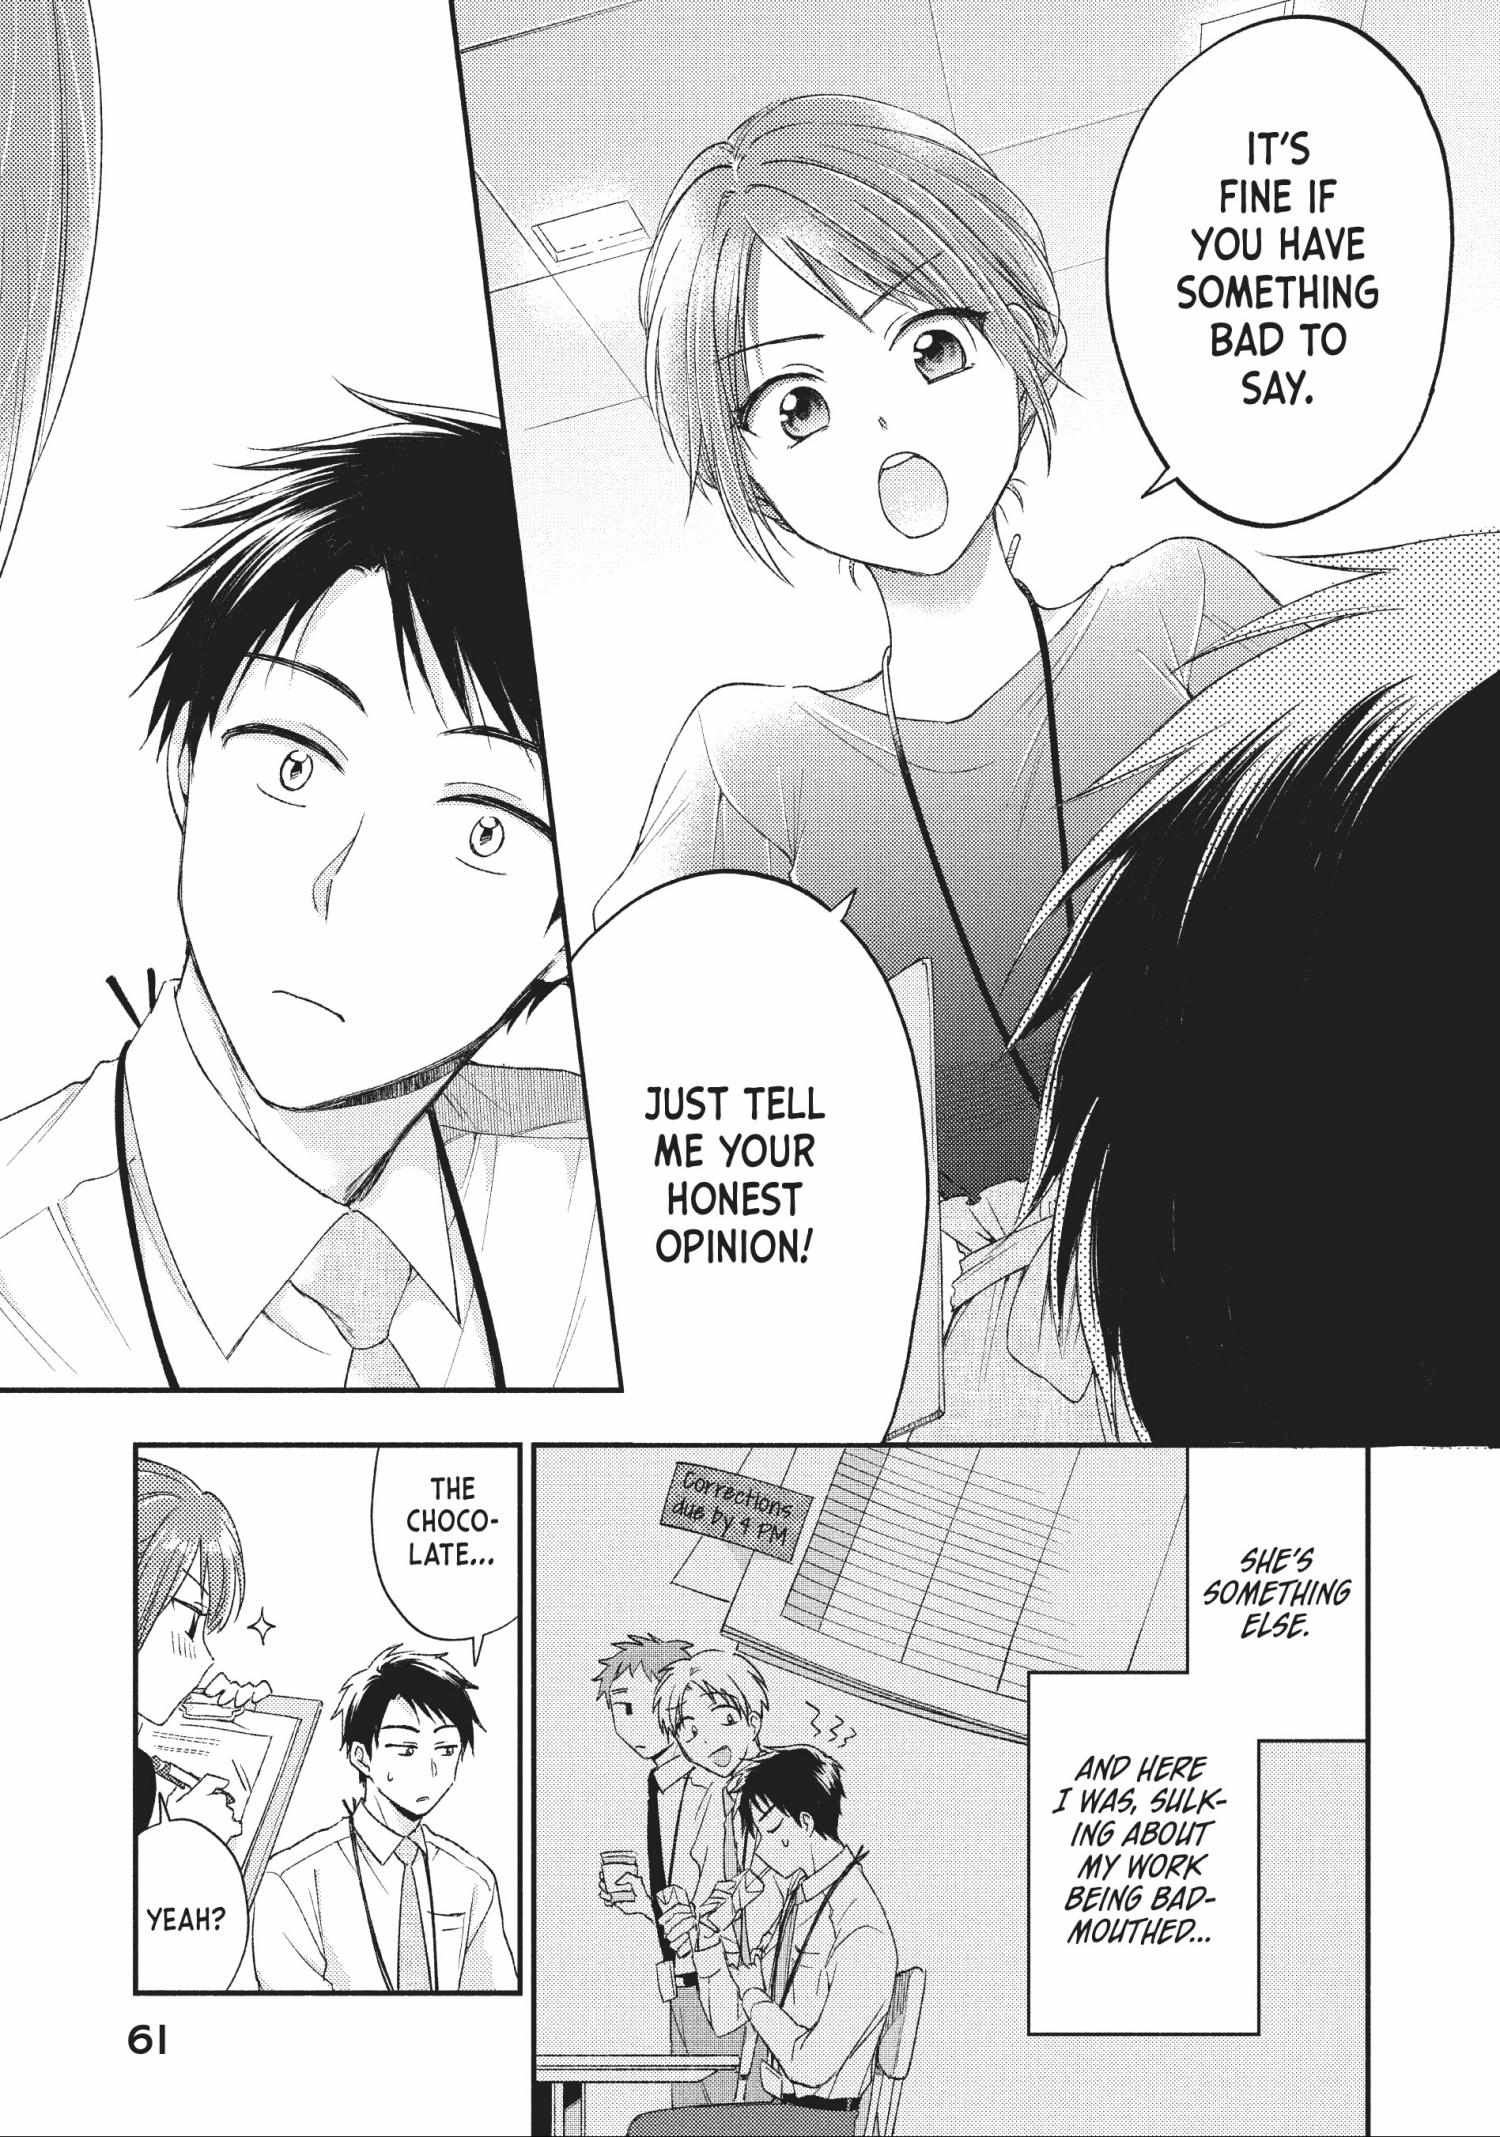 IT'S
FINE IF
YOU HAVE
SOMETHING
BAD TO
SAY.
JUST TELL
ME YOUR
HONEST
OPINION!
SHE'S
SOMETHING
ELSE.
Corrections
due by 4 PM
AND HERE
I WAS, SULK-
ING ABOUT
MY WORK
BEING BAD-
MOUTHED...
THE
CHOCO-
LATE...
YEAH?
61